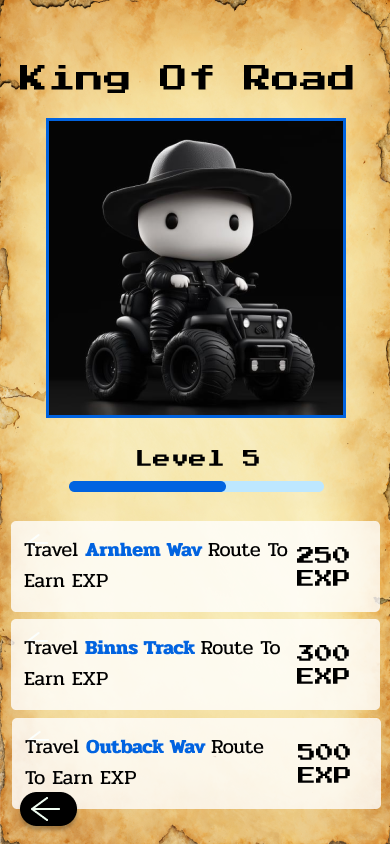 King Of Road
Level 5
Travel Arnhem Wav Route To
Earn EXP
250
EXP
Travel Binns Track Route To
Earn EXP
300
EXP
Travel Outback Wav Route
To Earn EXP
500
EXP